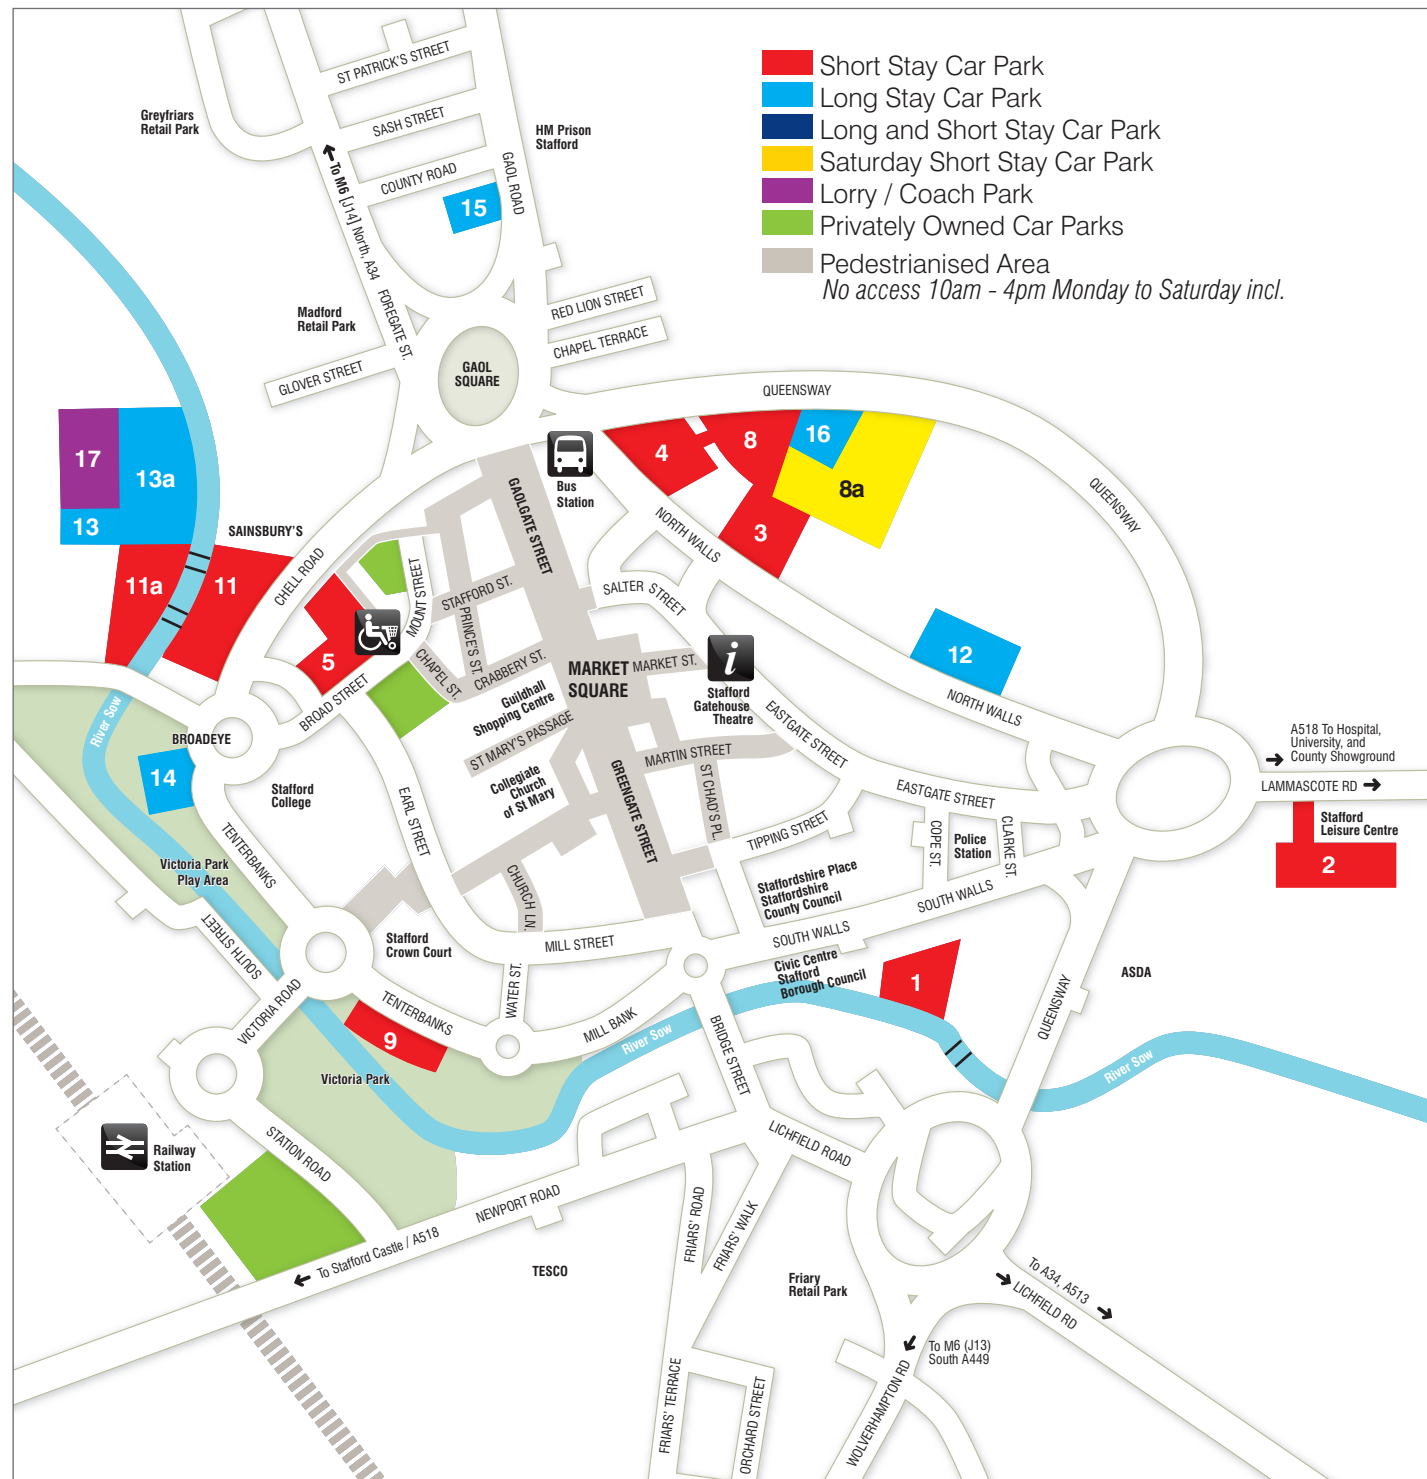 ST PATRICK'S STREET
Greyfriars
Retail Park
SASH STREET
HM Prison
Stafford
COUNTY ROAD
GAOL ROAD
To M6 [J14] North, A34
15
Short Stay Car Park
Long Stay Car Park
Long and Short Stay Car Park
Saturday Short Stay Car Park
Lorry / Coach Park
Privately Owned Car Parks
Pedestrianised Area
No access 10am - 4pm Monday to Saturday incl.
Madford
Retail Park
FOREGATE ST.
RED LION STREET
CHAPEL TERRACE
GLOVER STREET
GAOL
SQUARE
QUEENSWAY
QUEENSWAY
17
13a
13
4
8
16
8a
3
Bus
Station
GAOLGATE STREET
NORTH WALLS
SAINSBURY'S
CHELL ROAD
11a
11
MOUNT STREET
STAFFORD ST.
PRINCE'S ST.
SALTER STREET
5
CHAPEL ST.
CRABBERY ST.
MARKET
SQUARE
MARKET ST.
i
Stafford
Gatehouse
Theatre
12
NORTH WALLS
BROAD STREET
Guildhall
Shopping Centre
ST MARY'S PASSAGE
River Sow
BROADEYE
14
Stafford
College
EARL STREET
Collegiate
Church
of St Mary
GREENGATE STREET
MARTIN STREET
ST CHAD'S PL.
EASTGATE STREET
EASTGATE STREET
A518 To Hospital,
University, and
County Showground
LAMMASCOTE RD
Stafford
Leisure Centre
2
TENTERBANKS
Victoria Park
Play Area
TIPPING STREET
COPE ST.
Police
Station
CLARKE ST.
CHURCH LN.
Staffordshire Place
Staffordshire
County Council
SOUTH WALLS
SOUTH WALLS
SOUTH STREET
Stafford
Crown Court
MILL STREET
Civic Centre
Stafford
Borough Council
1
ASDA
VICTORIA ROAD
TENTERBANKS
WATER ST.
MILL BANK
9
River Sow
BRIDGE STREET
QUEENSWAY
River Sow
Victoria Park
Railway
Station
STATION ROAD
LICHFIELD ROAD
NEWPORT ROAD
FRIARS' ROAD
FRIARS' WALK
To Stafford Castle / A518
TESCO
Friary
Retail Park
To A34, A513
LICHFIELD RD
To M6 (J13)
South A449
WOLVERHAMPTON RD
FRIARS' TERRACE
ORCHARD STREET